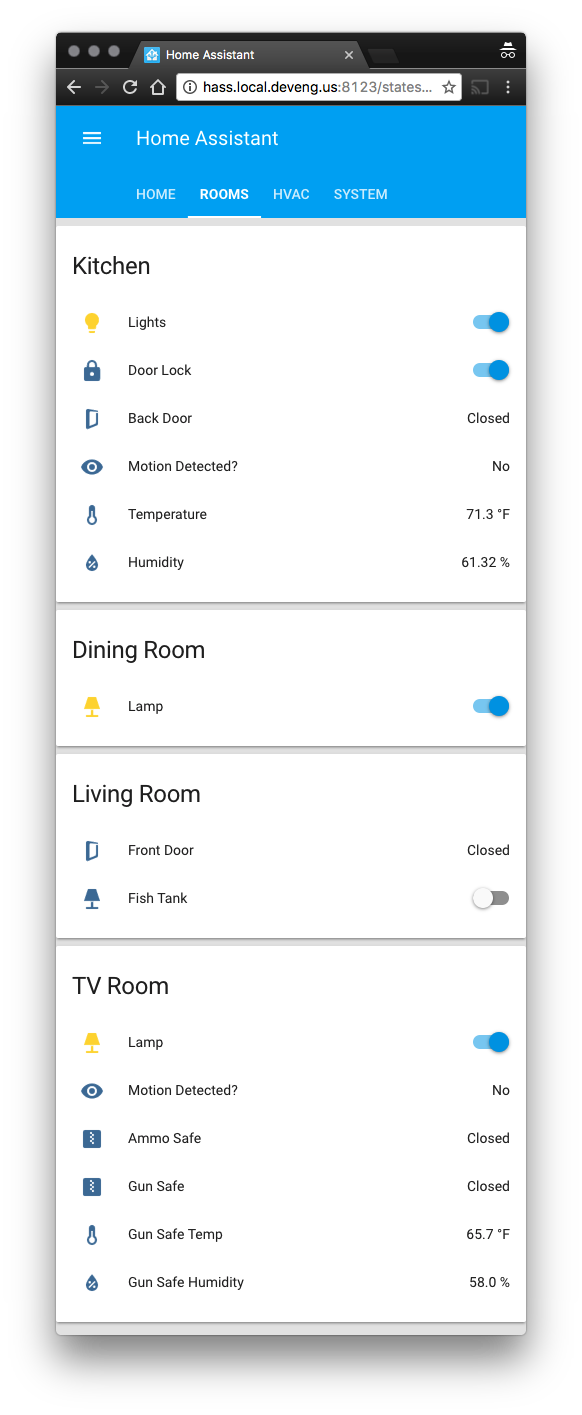 Home Assistant
hass.local.deveng.us:8123/states...
Home Assistant
HOME ROOMS HVAC SYSTEM
Kitchen
Lights
Door Lock
Back Door Closed
Motion Detected? No
Temperature 71.3 °F
Humidity 61.32 %
Dining Room
Lamp
Living Room
Front Door Closed
Fish Tank
TV Room
Lamp
Motion Detected? No
Ammo Safe Closed
Gun Safe Closed
Gun Safe Temp 65.7 °F
Gun Safe Humidity 58.0 %